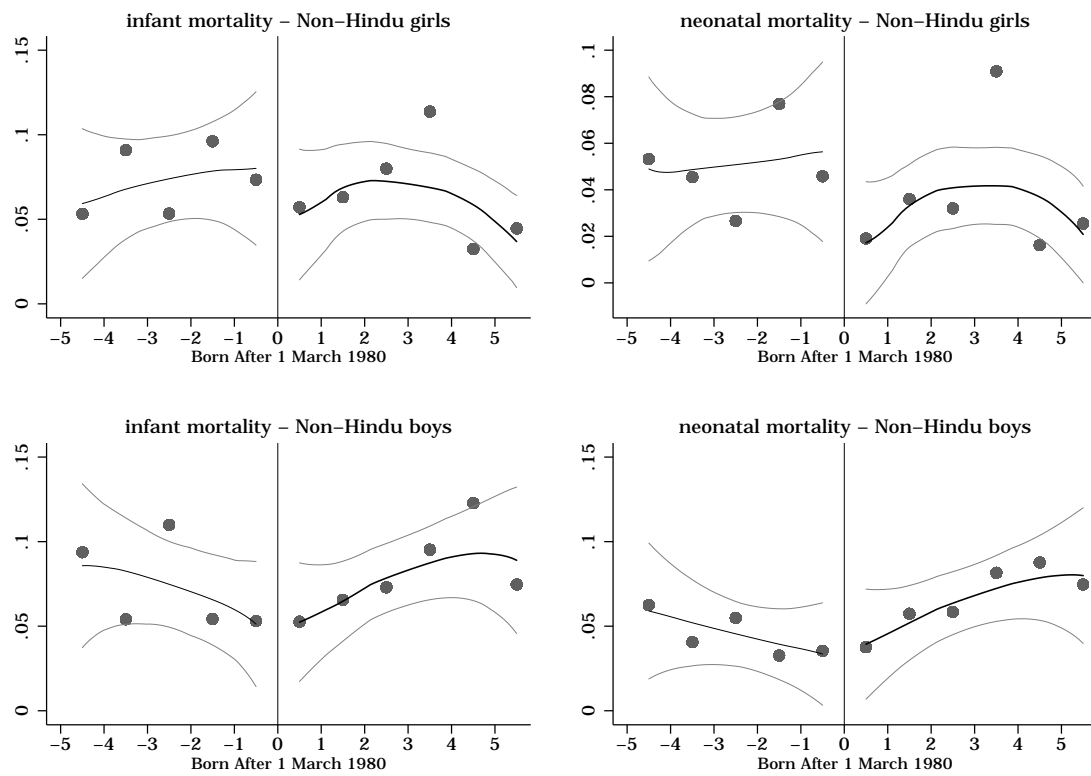 infant mortality – Non–Hindu girls
.15
.1
.05
0
–5 –4 –3 –2 –1 0 1 2 3 4 5
Born After 1 March 1980
neonatal mortality – Non–Hindu girls
.1
.08
.06
.04
.02
0
–5 –4 –3 –2 –1 0 1 2 3 4 5
Born After 1 March 1980
infant mortality – Non–Hindu boys
.15
.1
.05
0
–5 –4 –3 –2 –1 0 1 2 3 4 5
Born After 1 March 1980
neonatal mortality – Non–Hindu boys
.15
.1
.05
0
–5 –4 –3 –2 –1 0 1 2 3 4 5
Born After 1 March 1980